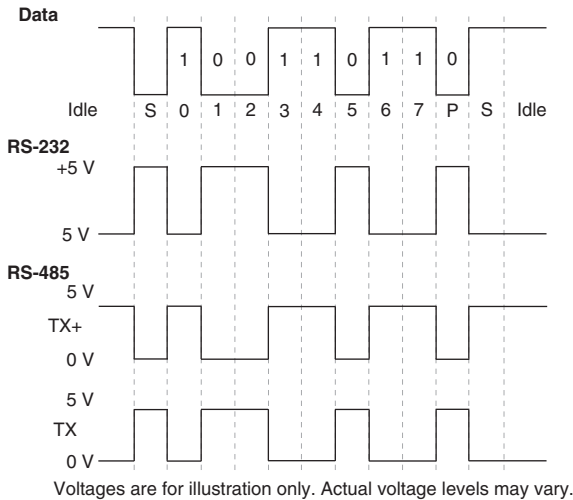 Data
1 0 0 1 1 0 1 1 0
Idle S 0 1 2 3 4 5 6 7 P S Idle
RS-232
+5 V
5 V
RS-485
5 V
TX+
0 V
5 V
TX
0 V
Voltages are for illustration only. Actual voltage levels may vary.